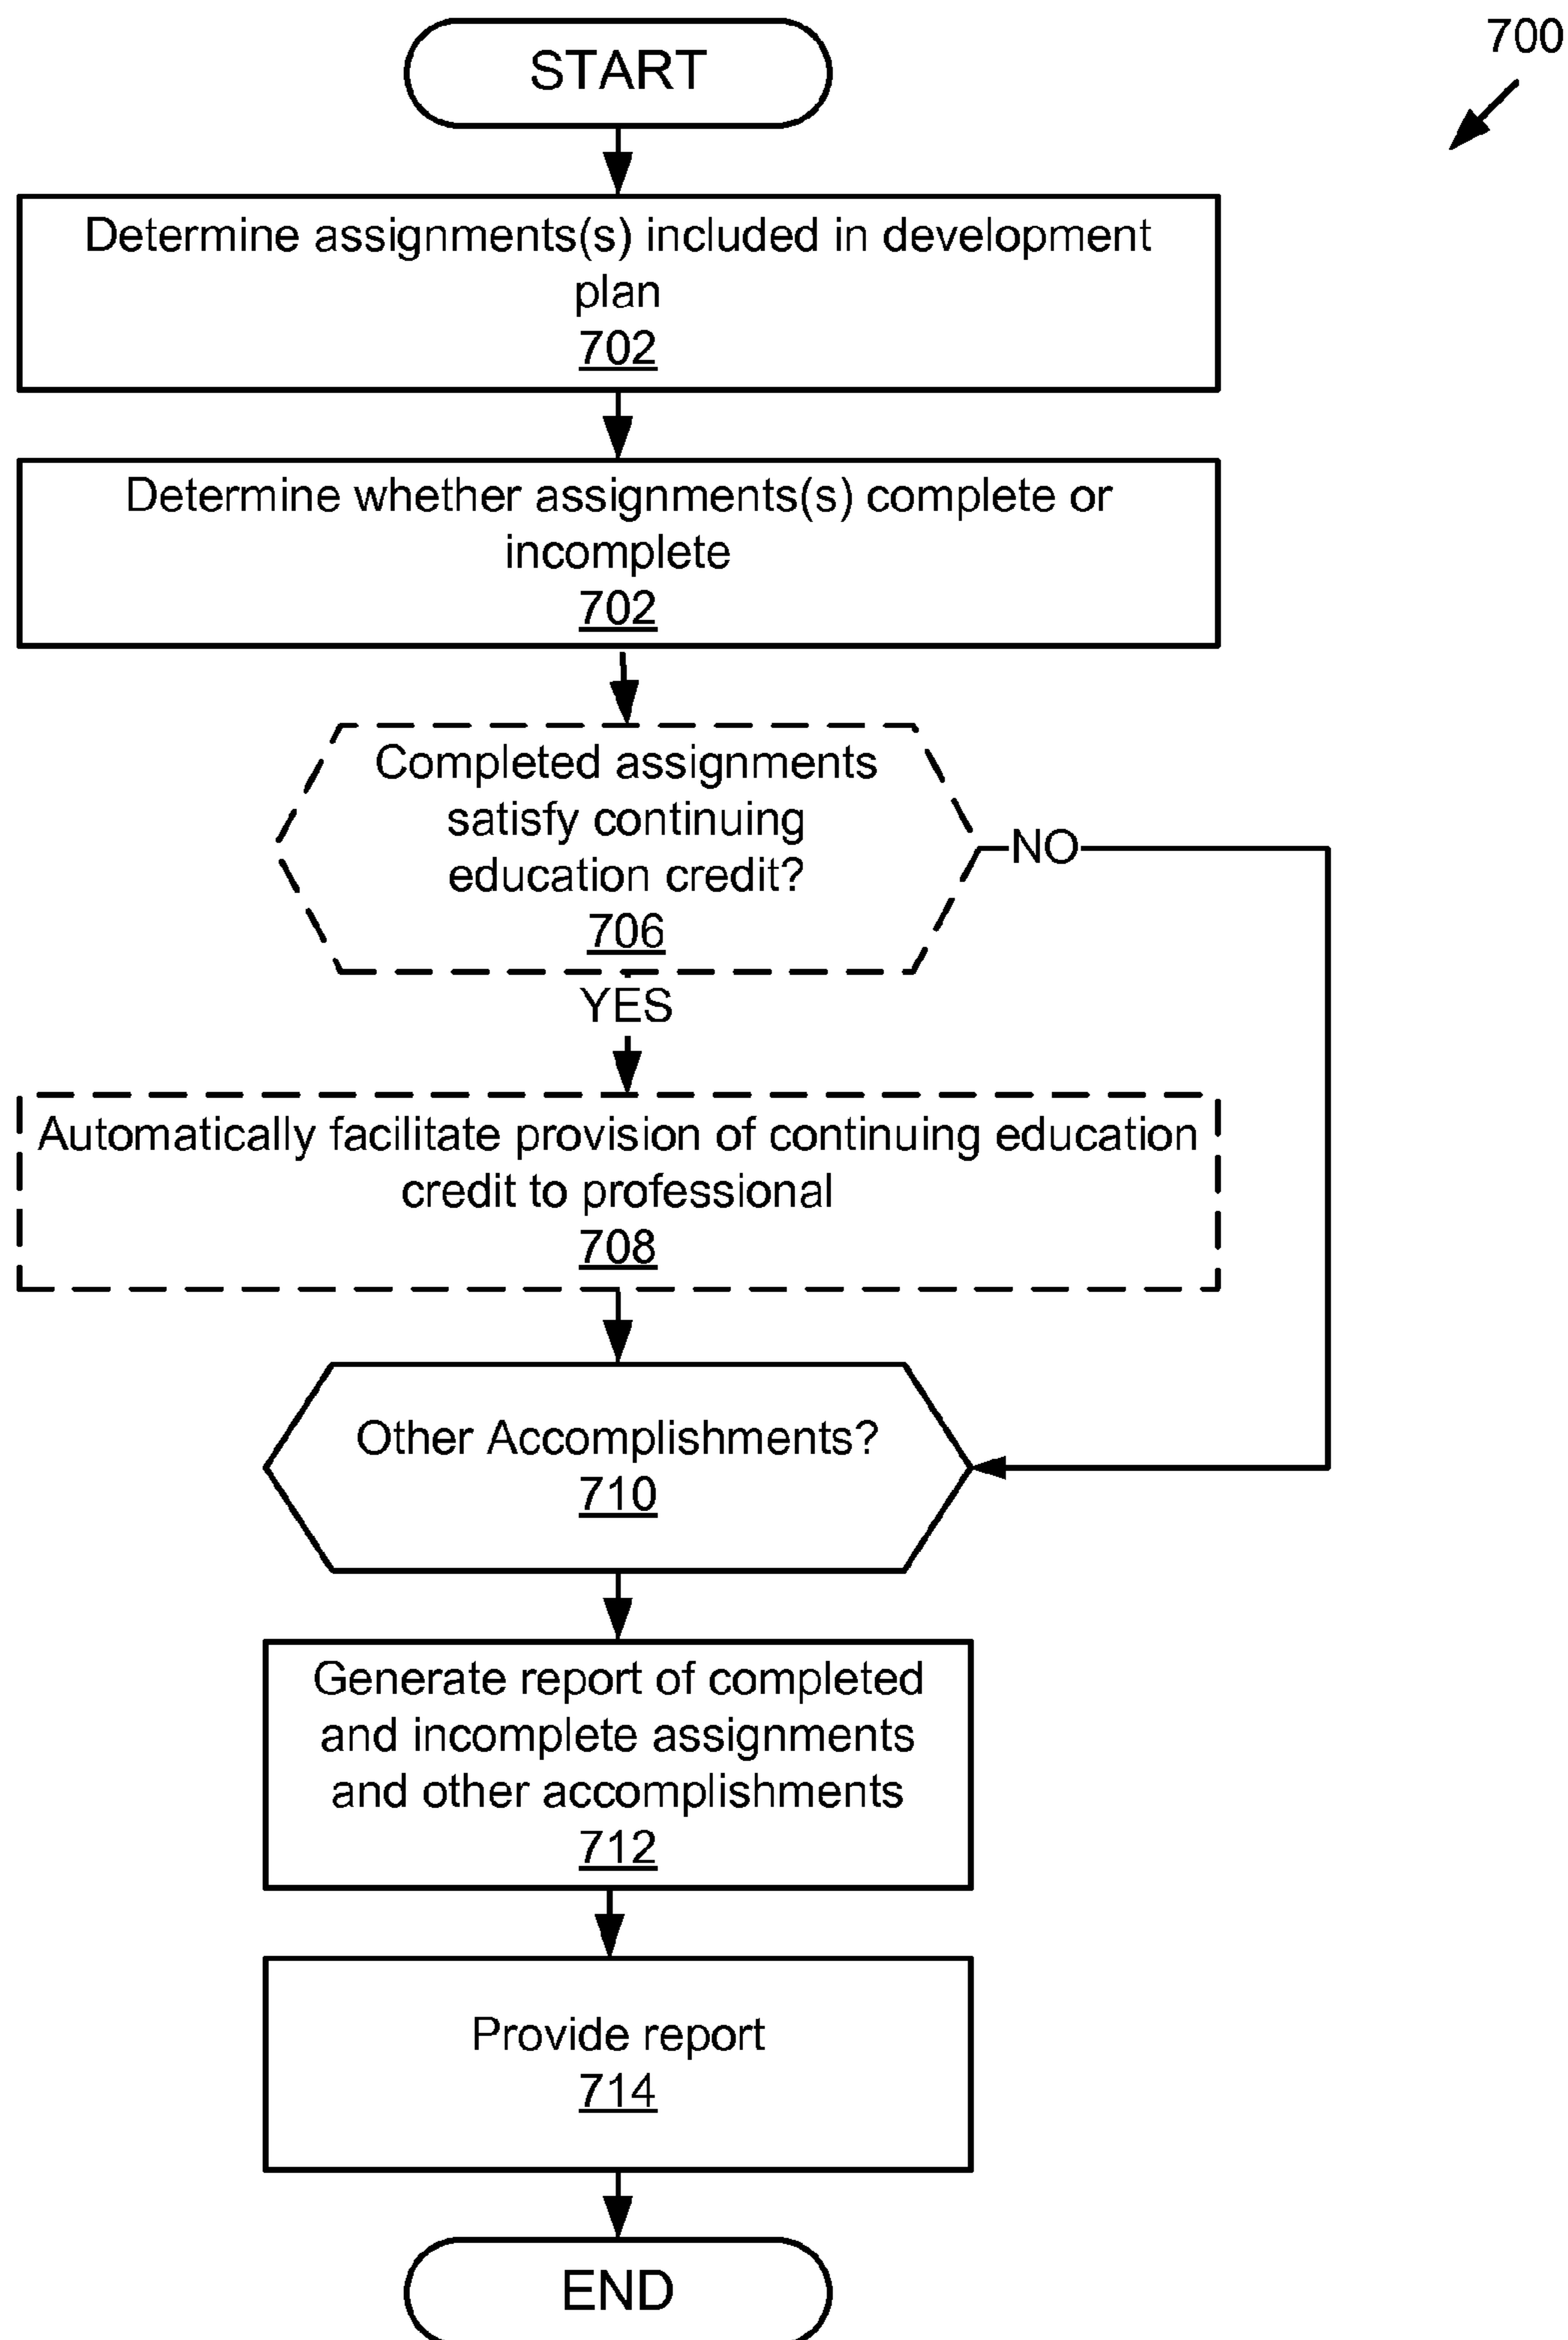 700
START
Determine assignments(s) included in development
plan
702
Determine whether assignments(s) complete or
incomplete
702
Completed assignments
satisfy continuing
education credit?
706
NO
YES
Automatically facilitate provision of continuing education
credit to professional
708
Other Accomplishments?
710
Generate report of completed
and incomplete assignments
and other accomplishments
712
Provide report
714
END